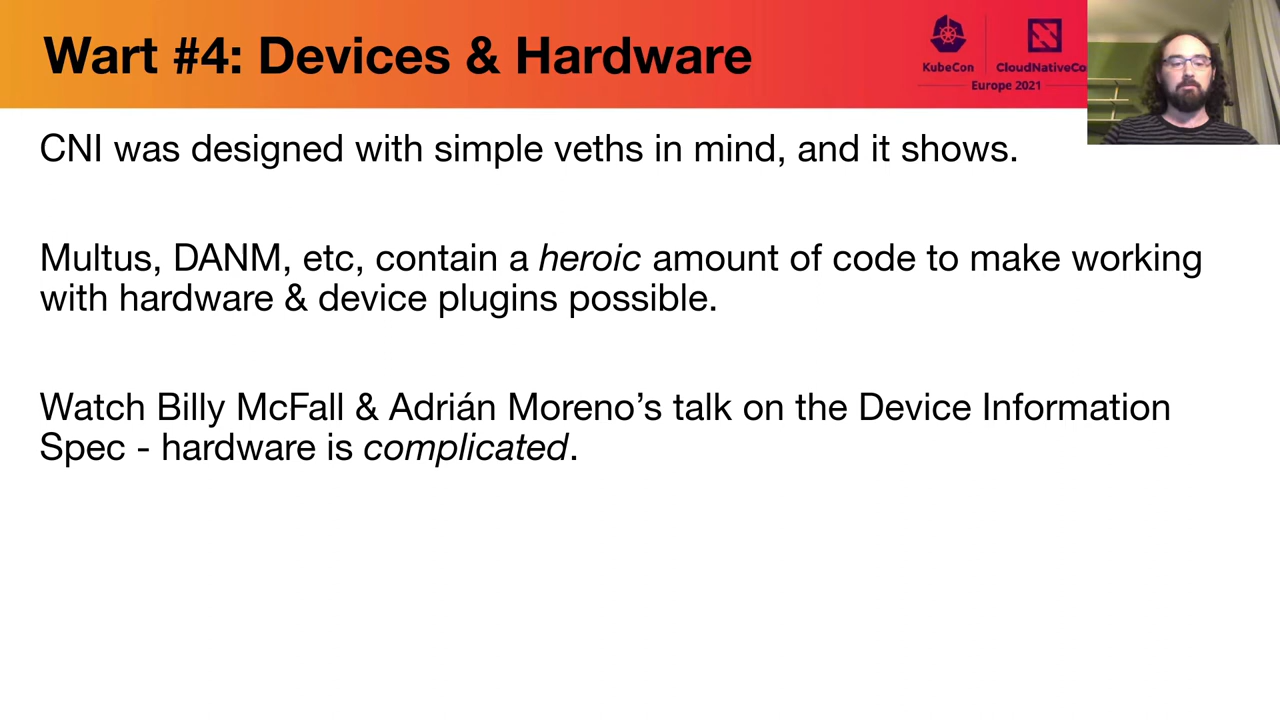 Wart #4: Devices & Hardware
KubeCon
CloudNativeCo
Europe 2021
CNI was designed with simple veths in mind, and it shows.
Multus, DANM, etc, contain a heroic amount of code to make working
with hardware & device plugins possible.
Watch Billy McFall & Adrián Moreno’s talk on the Device Information
Spec - hardware is complicated.